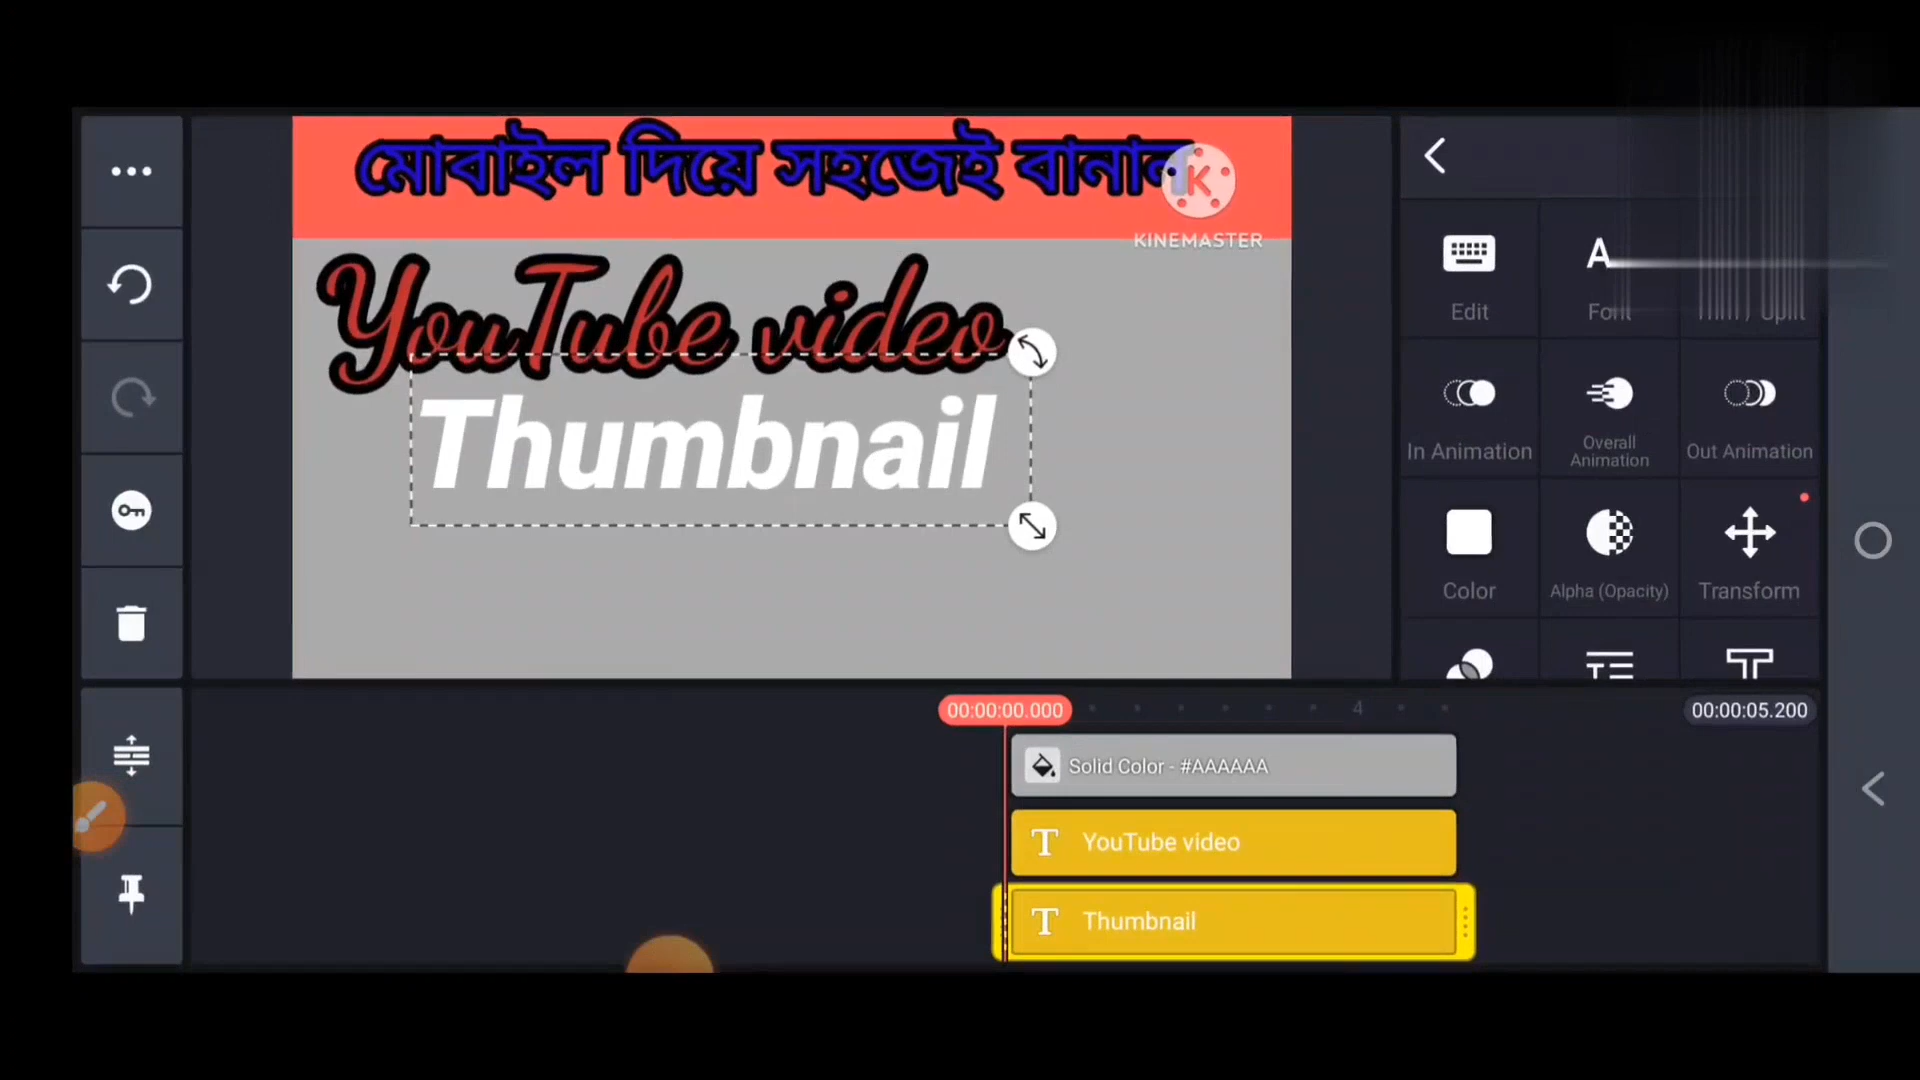 মোবাইল দিয়ে সহজেই বানান
K
KINEMASTER
YouTube video
Thumbnail
Edit
Font
In Animation
Overall
Animation
Out Animation
Color
Alpha (Opacity)
Transform
00:00:00.000
4
00:00:05.200
Solid Color - #AAAAAA
T YouTube video
T Thumbnail